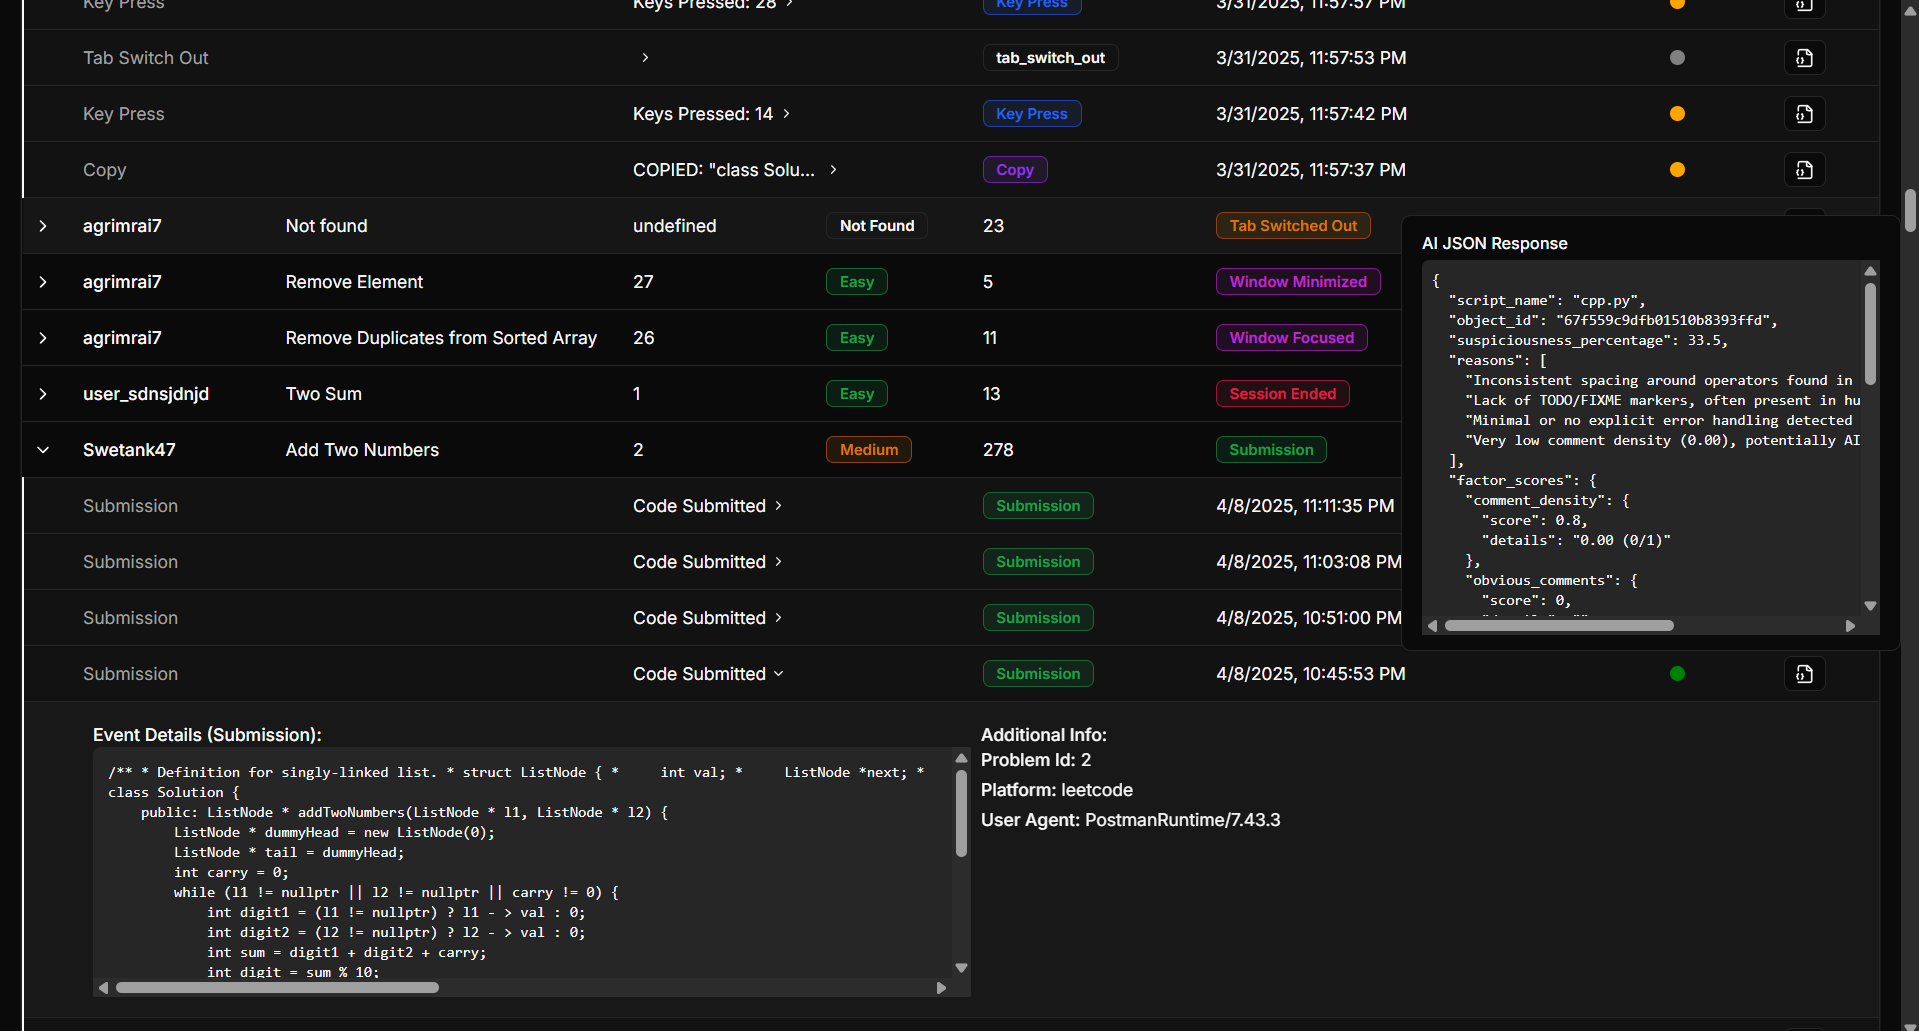 Key Press Keys Pressed: 28 Key Press 3/31/2025, 11:57:57 PM
Tab Switch Out tab_switch_out 3/31/2025, 11:57:53 PM
Key Press Keys Pressed: 14 Key Press 3/31/2025, 11:57:42 PM
Copy COPIED: "class Solu... Copy 3/31/2025, 11:57:37 PM
agrimrai7 Not found undefined Not Found 23 Tab Switched Out
agrimrai7 Remove Element 27 Easy 5 Window Minimized
agrimrai7 Remove Duplicates from Sorted Array 26 Easy 11 Window Focused
user_sdnsjdnjd Two Sum 1 Easy 13 Session Ended
Swetank47 Add Two Numbers 2 Medium 278 Submission
Submission Code Submitted Submission 4/8/2025, 11:11:35 PM
Submission Code Submitted Submission 4/8/2025, 11:03:08 PM
Submission Code Submitted Submission 4/8/2025, 10:51:00 PM
Submission Code Submitted Submission 4/8/2025, 10:45:53 PM
AI JSON Response
{
"script_name": "cpp.py",
"object_id": "67f559c9dfb01510b8393ffd",
"suspiciousness_percentage": 33.5,
"reasons": [
"Inconsistent spacing around operators found in
"Lack of TODO/FIXME markers, often present in hu
"Minimal or no explicit error handling detected
"Very low comment density (0.00), potentially AI
],
"factor_scores": {
"comment_density": {
"score": 0.8,
"details": "0.00 (0/1)"
},
"obvious_comments": {
"score": 0,
Event Details (Submission):
/** * Definition for singly-linked list. * struct ListNode { *     int val; *     ListNode *next; *
class Solution {
public: ListNode * addTwoNumbers(ListNode * l1, ListNode * l2) {
ListNode * dummyHead = new ListNode(0);
ListNode * tail = dummyHead;
int carry = 0;
while (l1 != nullptr || l2 != nullptr || carry != 0) {
int digit1 = (l1 != nullptr) ? l1 - > val : 0;
int digit2 = (l2 != nullptr) ? l2 - > val : 0;
int sum = digit1 + digit2 + carry;
int digit = sum % 10;
Additional Info:
Problem Id: 2
Platform: leetcode
User Agent: PostmanRuntime/7.43.3